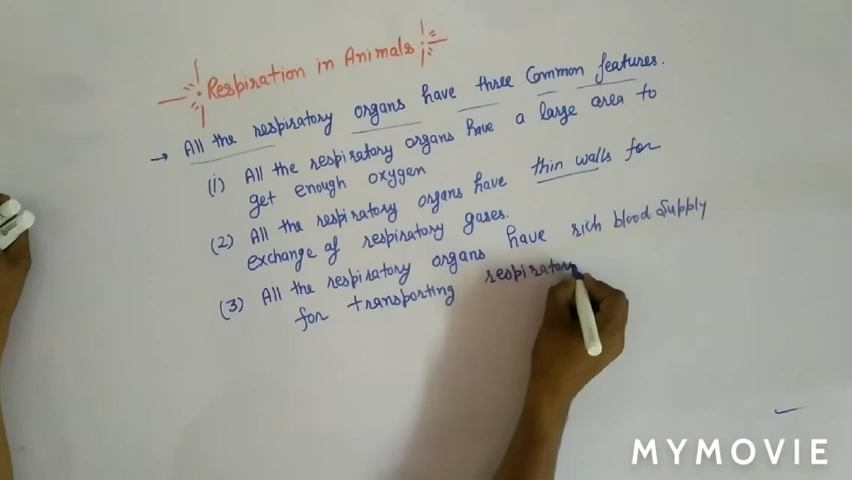 Respiration in Animals
→ All the respiratory organs have three Common features.
(i) All the respiratory organs have a large area to
get enough oxygen
(2) All the respiratory organs have thin walls for
exchange of respiratory gases.
(3) All the respiratory organs have rich blood Supply
for transporting respiratory
MYMOVIE